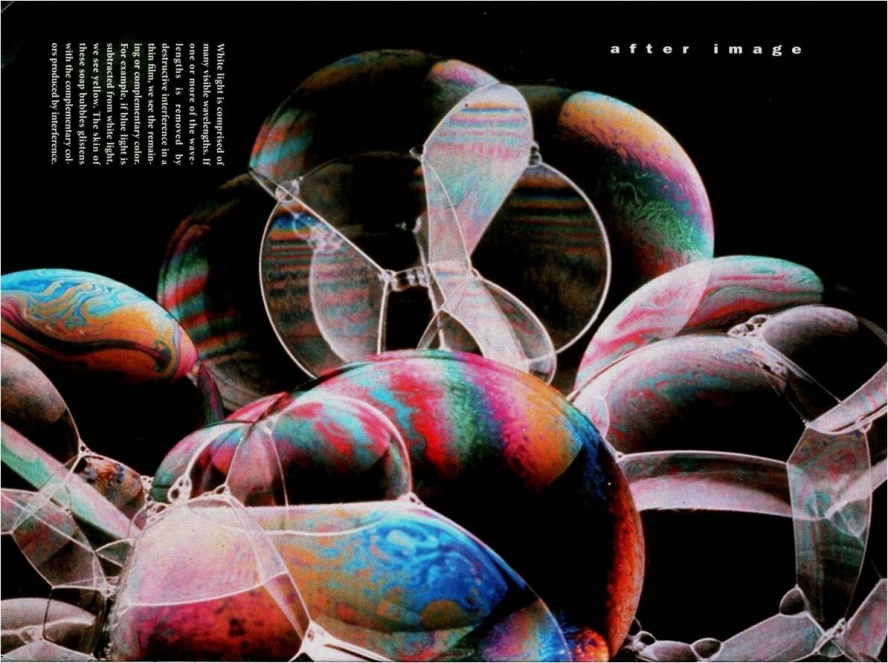 after image
White light is comprised of
many visible wavelengths. If
one or more of the wave-
lengths is removed by
destructive interference in a
thin film, we see the remain-
ing or complementary color.
For example, if blue light is
subtracted from white light,
we see yellow. The skin of
these soap bubbles glistens
with the complementary col-
ors produced by interference.